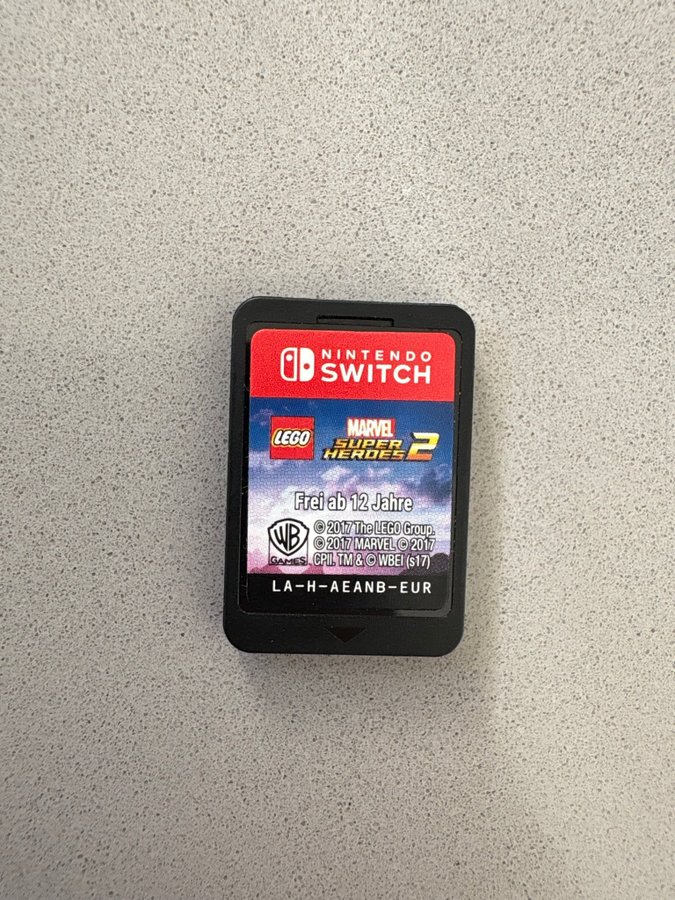 NINTENDO
SWITCH
LEGO
MARVEL
SUPER
HEROES 2
Frei ab 12 Jahre
WB
GAMES
© 2017 The LEGO Group.
© 2017 MARVEL © 2017
CPII. TM & © WBEI (s17)
LA-H-AEANB-EUR